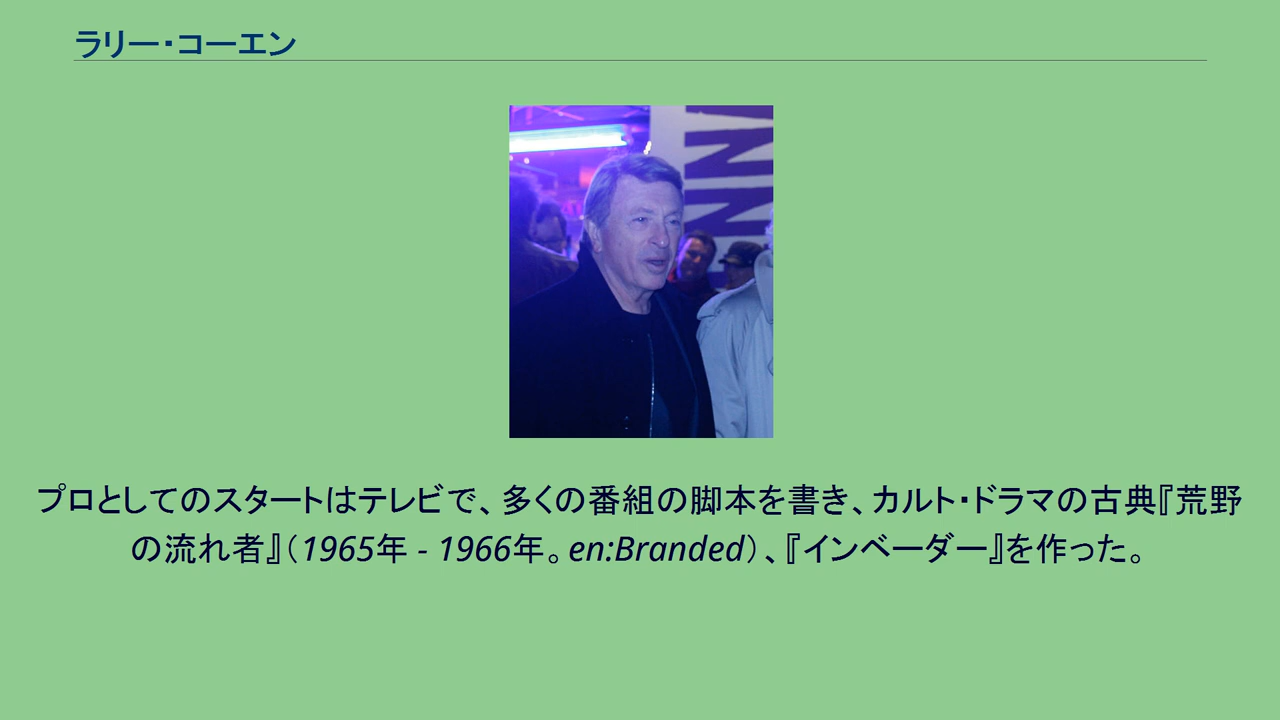 ラリー・コーエン
NN
プロとしてのスタートはテレビで、多くの番組の脚本を書き、カルト・ドラマの古典『荒野
の流れ者』（1965年 - 1966年。en:Branded）、『インベーダー』を作った。